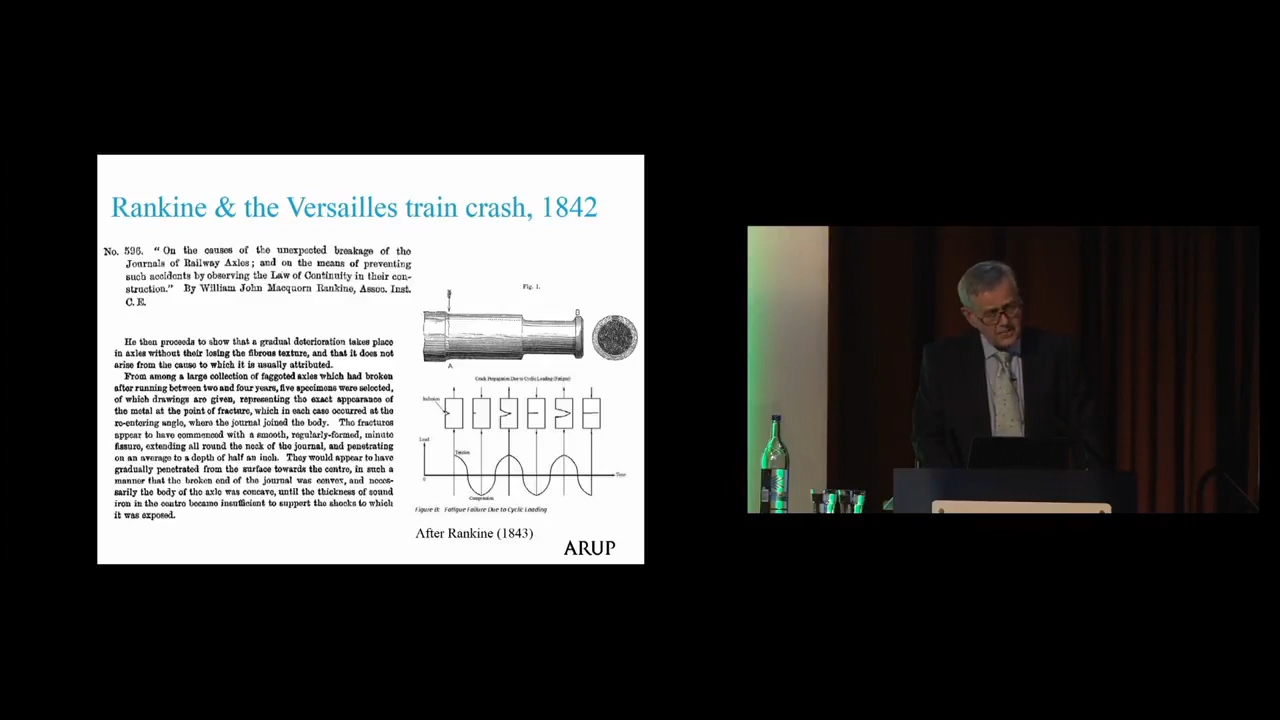 Rankine & the Versailles train crash, 1842
No. 596. "On the causes of the unexpected breakage of the
Journals of Railway Axles; and on the means of preventing
such accidents by observing the Law of Continuity in their con-
struction." By William John Macquorn Rankine, Assoc. Inst.
C. E.
He then proceeds to show that a gradual deterioration takes place
in axles without their losing the fibrous texture, and that it does not
arise from the cause to which it is usually attributed.
From among a large collection of faggoted axles which had broken
after running between two and four years, five specimens were selected,
of which drawings are given, representing the exact appearance of
the metal at the point of fracture, which in each case occurred at the
re-entering angle, where the journal joined the body. The fractures
appear to have commenced with a smooth, regularly-formed, minute
fissure, extending all round the neck of the journal, and penetrating
on an average to a depth of half an inch. They would appear to have
gradually penetrated from the surface towards the centre, in such a
manner that the broken end of the journal was convex, and neces-
sarily the body of the axle was concave, until the thickness of sound
iron in the centre became insufficient to support the shocks to which
it was exposed.
Fig. 1.
A
Crack Propagation Due to Cyclic Loading (Fatigue)
Inclusion
Load
Tension
0
Time
Compression
Figure B: Fatigue Failure Due to Cyclic Loading
After Rankine (1843)
ARUP